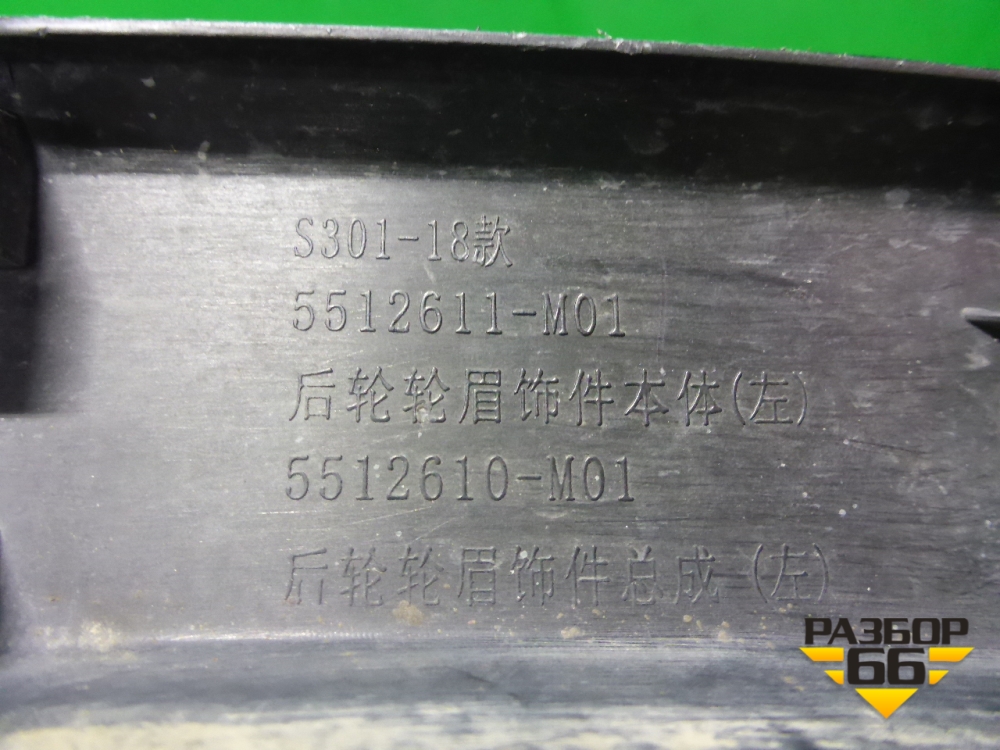 S301-18款
5512611-M01
后轮轮眉饰件本体(左)
5512610-M01
后轮轮眉饰件总成(左)
РАЗБОР
66